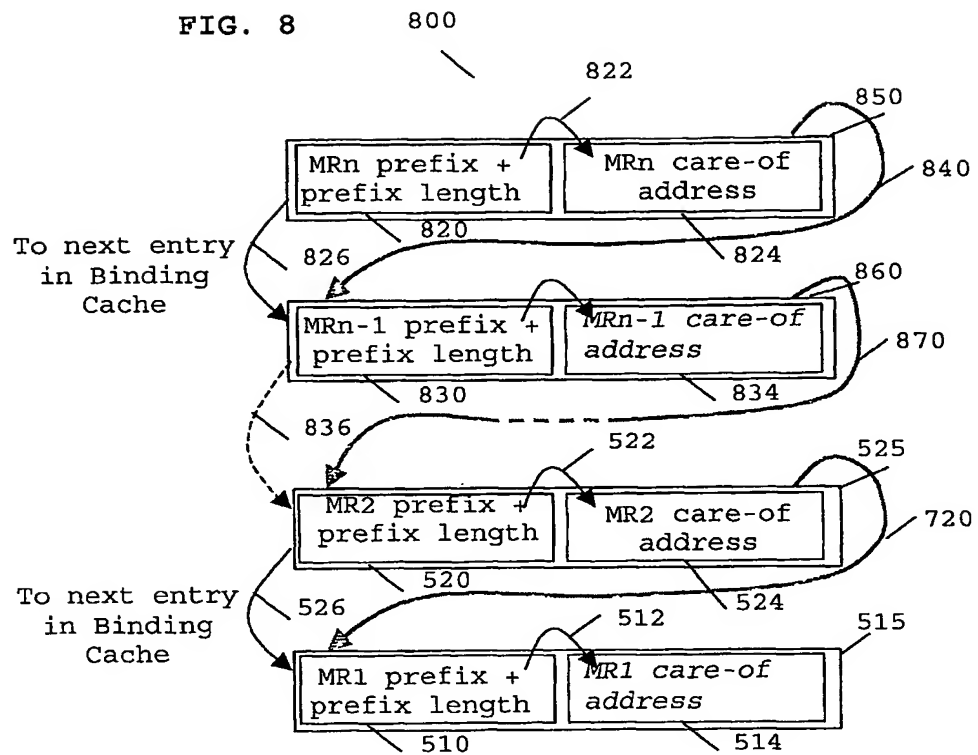 FIG. 8
800
822
850
MRn prefix +
prefix length
MRn care-of
address
840
820
824
To next entry
in Binding
Cache
826
860
MRn-1 prefix +
prefix length
MRn-1 care-of
address
870
830
834
836
522
525
MR2 prefix +
prefix length
MR2 care-of
address
720
520
524
To next entry
in Binding
Cache
526
512
515
MR1 prefix +
prefix length
MR1 care-of
address
510
514